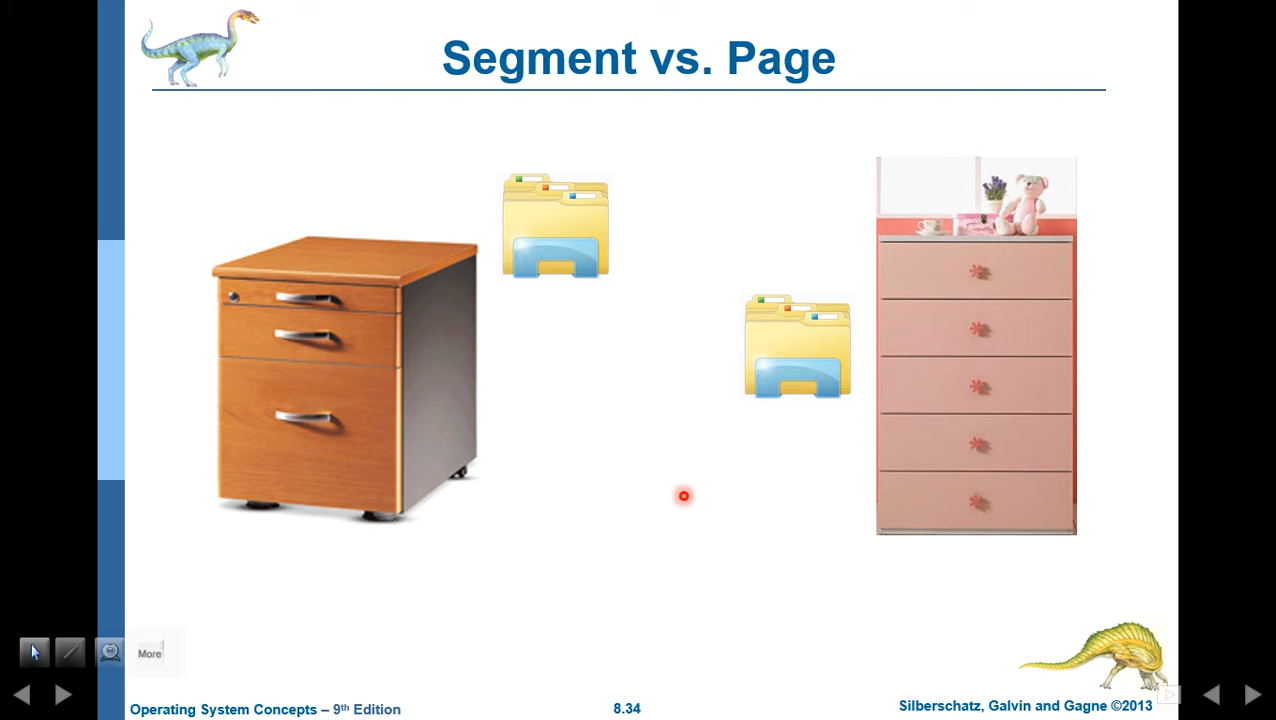 Segment vs. Page
More
Operating System Concepts – 9th Edition
8.34
Silberschatz, Galvin and Gagne ©2013